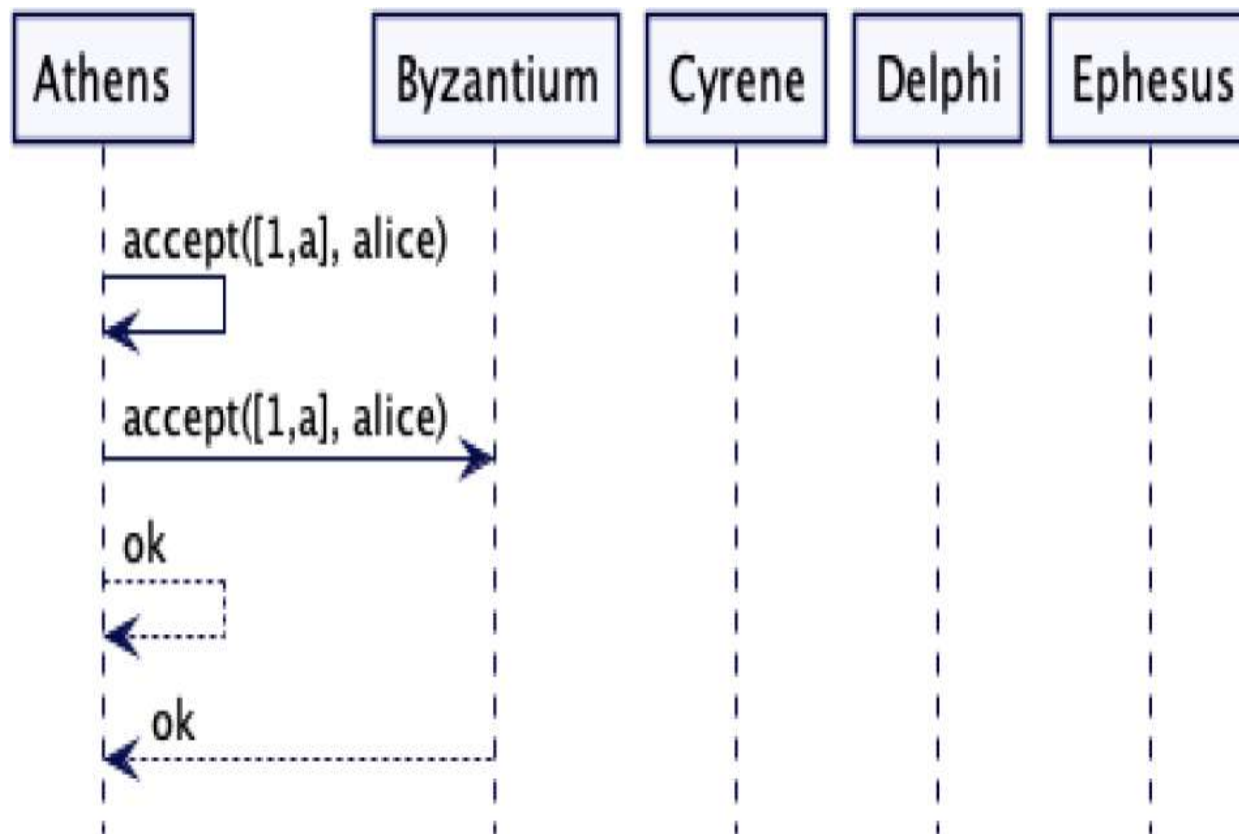 Athens Byzantium Cyrene Delphi Ephesus
accept([1,a], alice)
accept([1,a], alice)
ok
ok